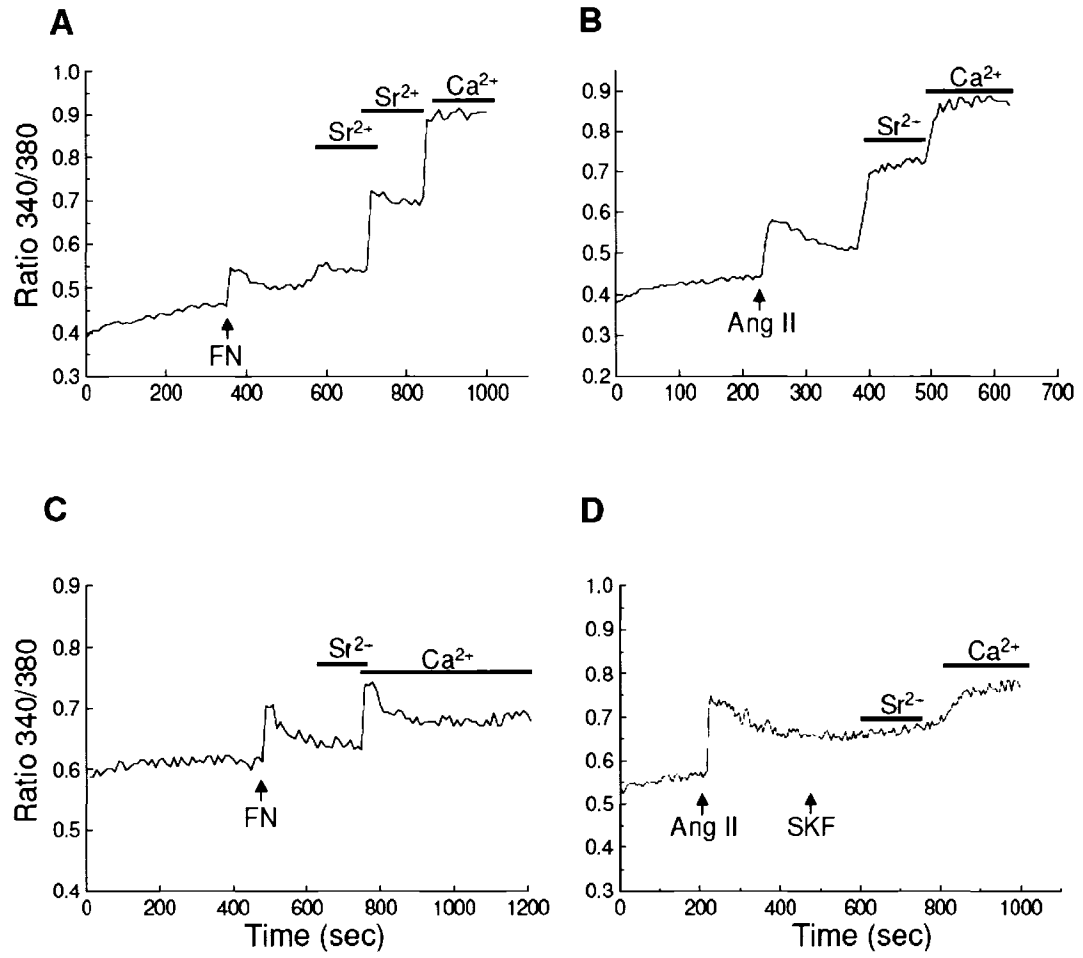 A
Ratio 340/380
1.0
0.9
0.8
0.7
0.6
0.5
0.4
0.3
Sr²⁺
Sr²⁺
Ca²⁺
FN
0 200 400 600 800 1000
B
0.9
0.8
0.7
0.6
0.5
0.4
0.3
0.2
Sr²⁺
Ca²⁺
Ang II
0 100 200 300 400 500 600 700
C
Ratio 340/380
0.9
0.8
0.7
0.6
0.5
0.4
Sr²⁺
Ca²⁺
FN
0 200 400 600 800 1000 1200
Time (sec)
D
1.0
0.9
0.8
0.7
0.6
0.5
0.4
0.3
Sr²⁺
Ca²⁺
Ang II
SKF
0 200 400 600 800 1000
Time (sec)